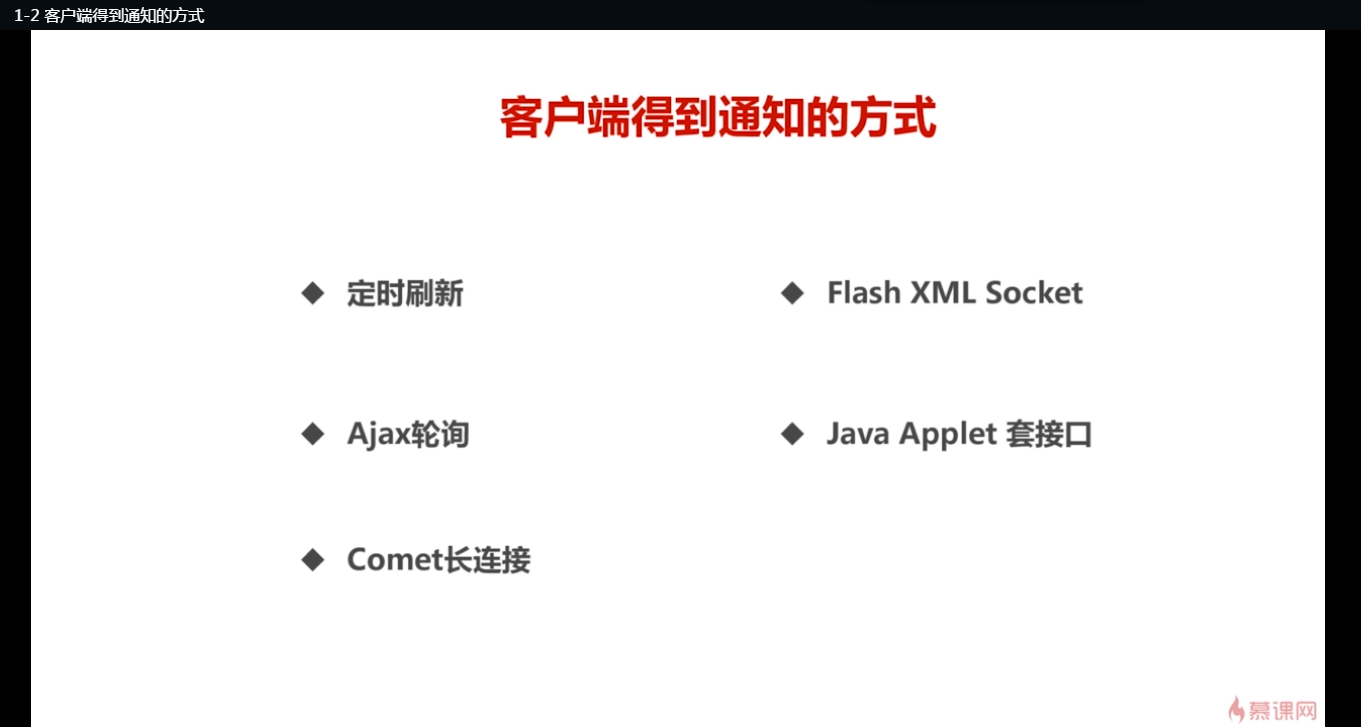 1-2 客户端得到通知的方式
客户端得到通知的方式
◆ 定时刷新
◆ Flash XML Socket
◆ Ajax轮询
◆ Java Applet 套接口
◆ Comet长连接
慕课网